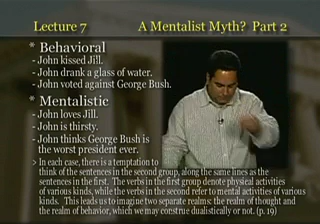 Lecture 7 A Mentalist Myth? Part 2
* Behavioral
- John kissed Jill.
- John drank a glass of water.
- John voted against George Bush.
* Mentalistic
- John loves Jill.
- John is thirsty.
- John thinks George Bush is
the worst president ever.
> In each case, there is a temptation to
think of the sentences in the second group, along the same lines as the
sentences in the first. The verbs in the first group denote physical activities
of various kinds, while the verbs in the second refer to mental activities of various
kinds. This leads us to imagine two separate realms: the realm of thought and
the realm of behavior, which we may construe dualistically or not. (p. 19)